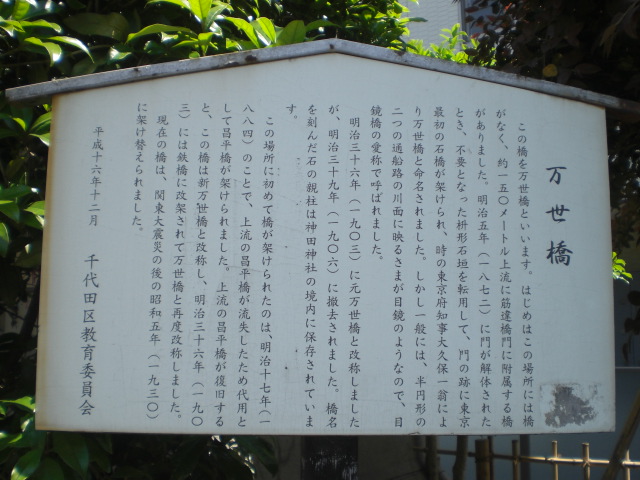 万世橋
この橋を万世橋といいます。はじめはこの場所には橋
がなく、約一五〇メートル上流に筋違橋門に附属する橋
がありました。明治五年(一八七二)に門が解体された
とき、不要となった枡形石垣を転用して、門の跡に東京
最初の石橋が架けられ、時の東京府知事大久保一翁によ
り万世橋と命名されました。しかし一般には、半円形の
二つの通船路の川面に映るさまが目鏡のようなので、目
鏡橋の愛称で呼ばれました。
明治三十六年(一九〇三)に元万世橋と改称しました
が、明治三十九年(一九〇六)に撤去されました。橋名
を刻んだ石の親柱は神田神社の境内に保存されていま
す。
この場所に初めて橋が架けられたのは、明治十七年(一
八八四)のことで、上流の昌平橋が流失したため代用と
して昌平橋が架けられました。上流の昌平橋が復旧する
と、この橋は新万世橋と改称し、明治三十六年(一九〇
三)には鉄橋に改架されて万世橋と再度改称しました。
現在の橋は、関東大震災の後の昭和五年(一九三〇)
に架け替えられました。
平成十六年十二月
千代田区教育委員会